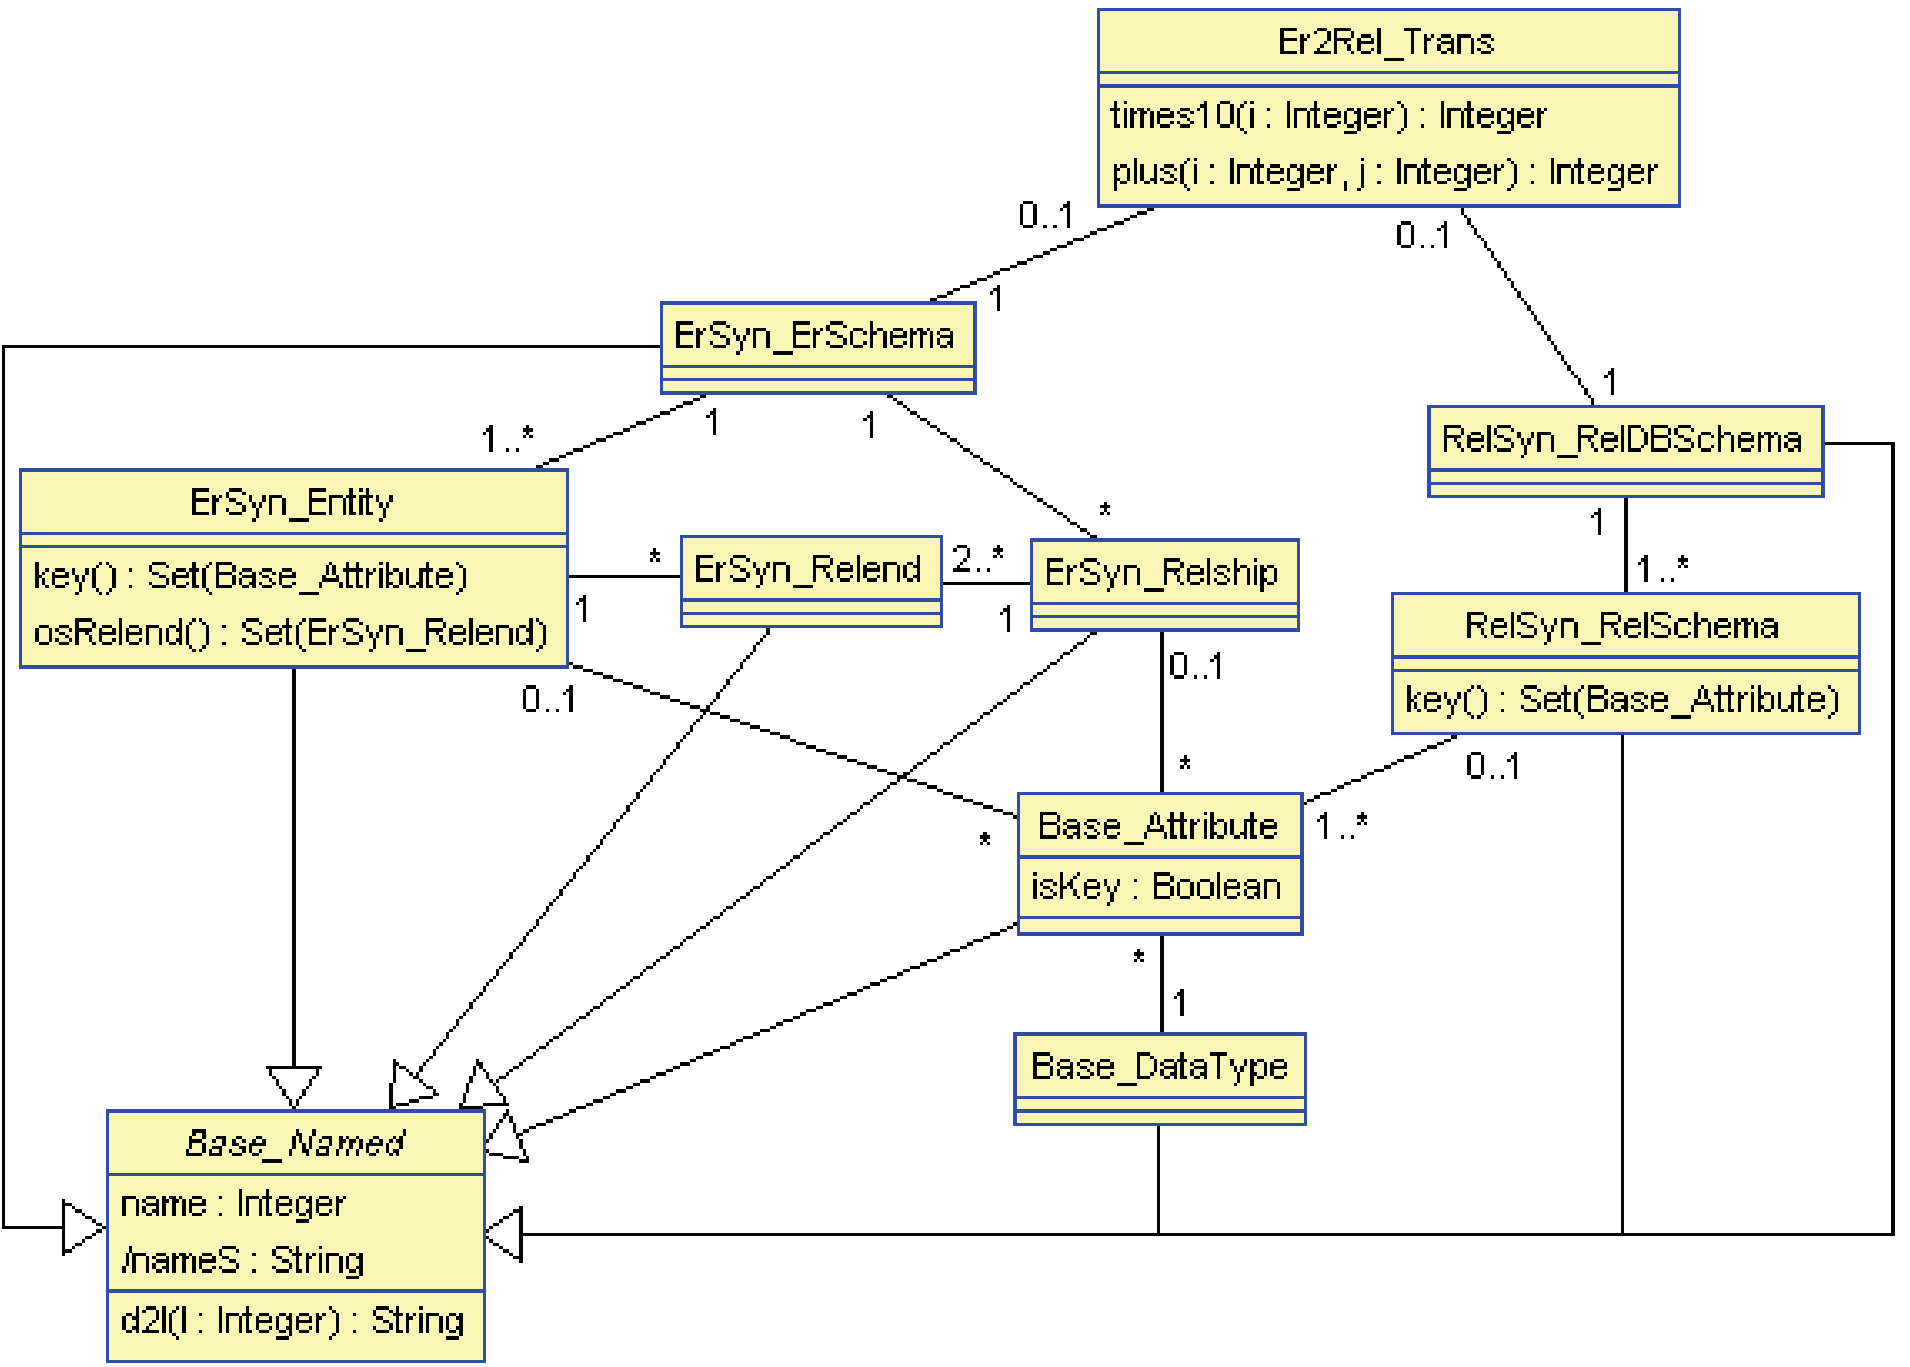 Er2Rel_Trans
times10(i : Integer) : Integer
plus(i : Integer, j : Integer) : Integer
0..1
0..1
1
ErSyn_ErSchema
1
1
1
1..*
RelSyn_RelDBSchema
ErSyn_Entity
key() : Set(Base_Attribute)
osRelend() : Set(ErSyn_Relend)
*
1
*
ErSyn_Relend
2..*
1
ErSyn_Relship
1
1..*
RelSyn_RelSchema
key() : Set(Base_Attribute)
0..1
0..1
0..1
*
*
1..*
Base_Attribute
isKey : Boolean
*
1
Base_DataType
Base_Named
name : Integer
/nameS : String
d2l(l : Integer) : String